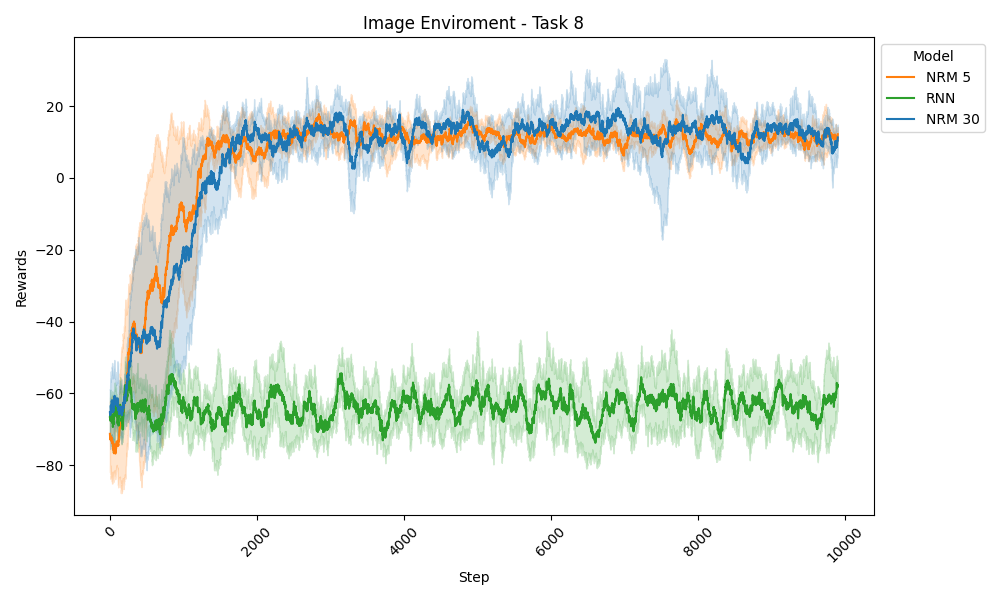 Image Enviroment - Task 8
Model
NRM 5
RNN
NRM 30
Rewards
20
0
−20
−40
−60
−80
0
2000
4000
6000
8000
10000
Step